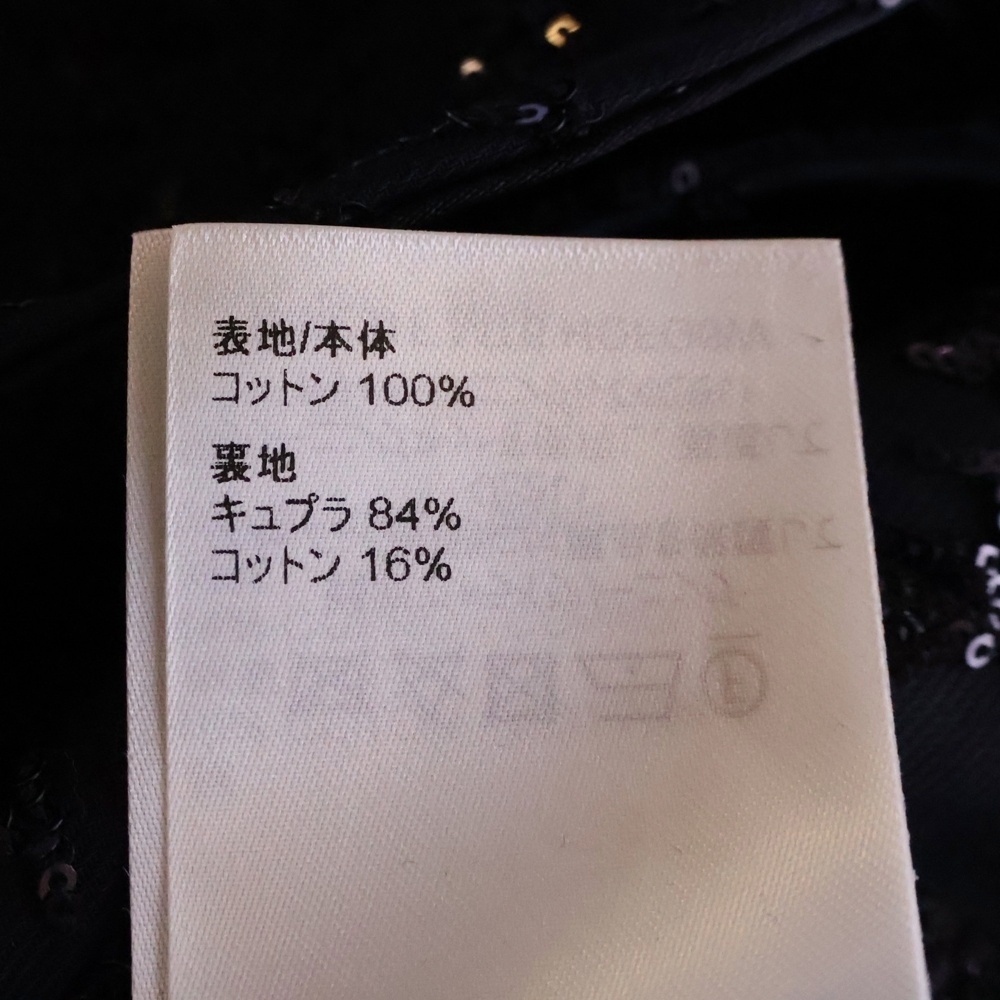 表地/本体
コットン 100%
裏地
キュプラ 84%
コットン 16%